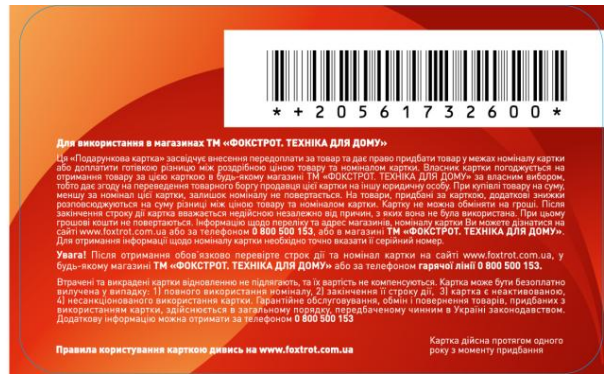 *+20561732600*
Для використання в магазинах ТМ «ФОКСТРОТ. ТЕХНІКА ДЛЯ ДОМУ»
Ця «Подарункова картка» засвідчує внесення передоплати за товар та дає право придбати товар у межах номіналу картки
або доплатити готівкою різницю між роздрібною ціною товару та номіналом картки. Власник картки погоджується на
отримання товару за цією карткою в будь-якому магазині ТМ «ФОКСТРОТ. ТЕХНІКА ДЛЯ ДОМУ» за власним вибором,
тобто дає згоду на переведення товарного боргу продавця цієї картки на іншу юридичну особу. При купівлі товару на суму,
меншу за номінал цієї картки, залишок номіналу не повертається. На товари, придбані за карткою, додаткові знижки
розповсюджуються на суму різниці між ціною товару та номіналом картки. Картку не можна обміняти на гроші. Після
закінчення строку дії картка вважається недійсною незалежно від причин, з яких вона не була використана. При цьому
грошові кошти не повертаються. Інформацію щодо переліку та адрес магазинів, номіналу картки Ви можете дізнатися на
сайті www.foxtrot.com.ua або за телефоном 0 800 500 153, або в магазині ТМ «ФОКСТРОТ. ТЕХНІКА ДЛЯ ДОМУ».
Для отримання інформації щодо номіналу картки необхідно точно вказати її серійний номер.
Увага! Після отримання обов'язково перевірте строк дії та номінал картки на сайті www.foxtrot.com.ua, у
будь-якому магазині ТМ «ФОКСТРОТ. ТЕХНІКА ДЛЯ ДОМУ» або за телефоном гарячої лінії 0 800 500 153.
Втрачені та викрадені картки відновленню не підлягають, та їх вартість не компенсуються. Картка може бути безоплатно
вилучена у випадку: 1) повного використання номіналу, 2) закінчення її строку дії, 3) картка є неактивованою,
4) несанкціонованого використання картки. Гарантійне обслуговування, обмін і повернення товарів, придбаних з
використанням картки, здійснюється в загальному порядку, передбаченому чинним в Україні законодавством.
Додаткову інформацію можна отримати за телефоном 0 800 500 153
Правила користування карткою дивись на www.foxtrot.com.ua
Картка дійсна протягом одного
року з моменту придбання